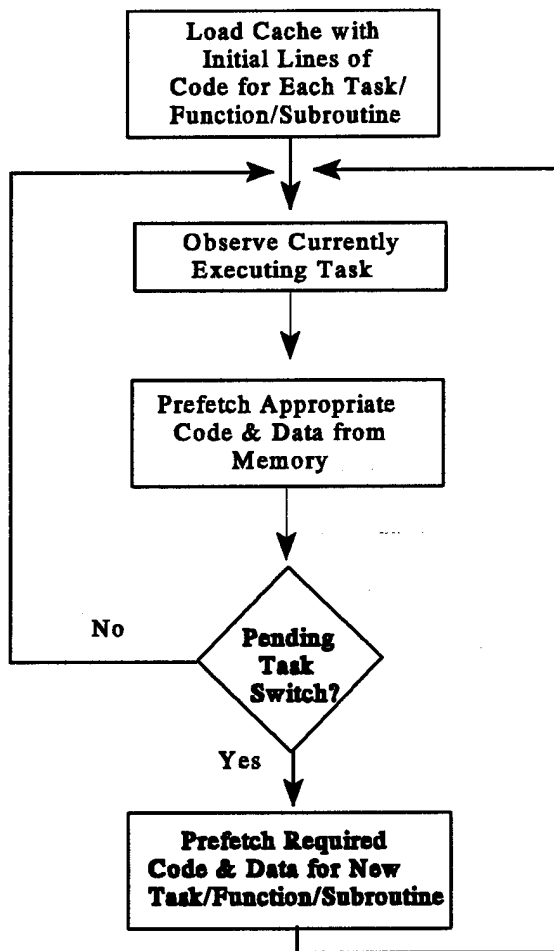 Load Cache with
Initial Lines of
Code for Each Task/
Function/Subroutine
Observe Currently
Executing Task
Prefetch Appropriate
Code & Data from
Memory
No
Pending
Task
Switch?
Yes
Prefetch Required
Code & Data for New
Task/Function/Subroutine